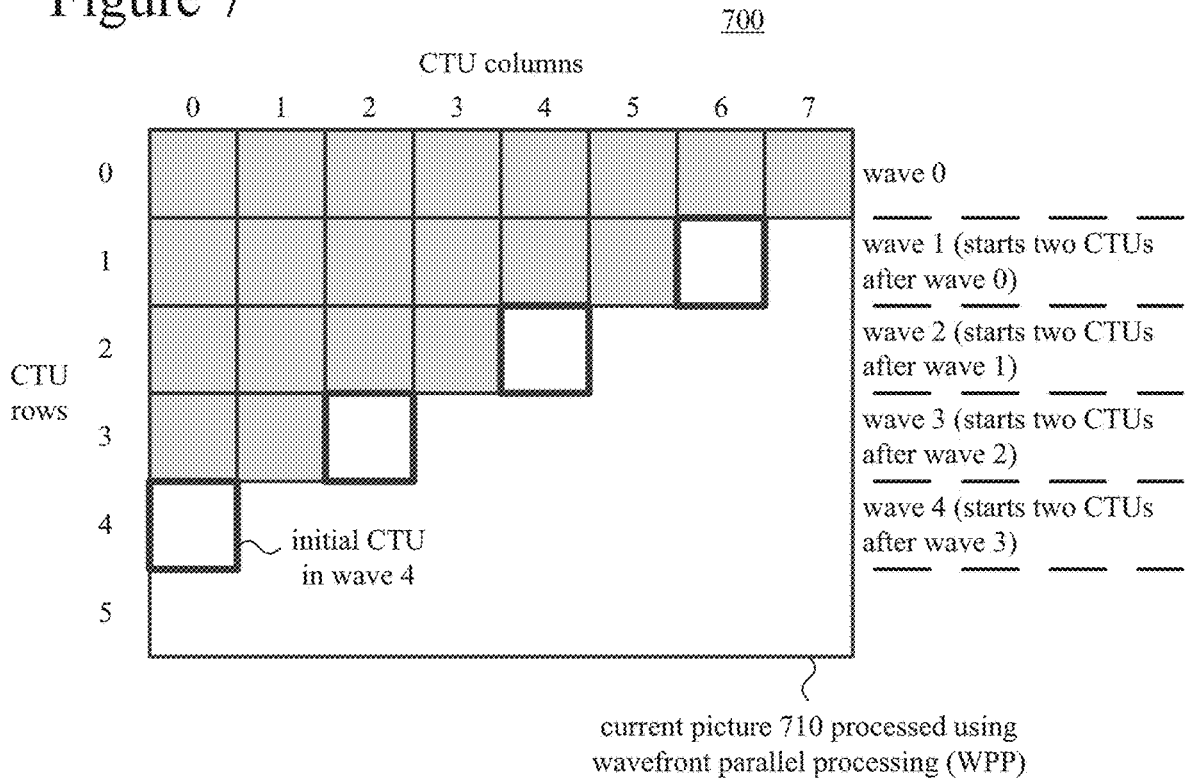 Figure 7
700
CTU columns
0 1 2 3 4 5 6 7
0
wave 0
1
wave 1 (starts two CTUs
after wave 0)
2
wave 2 (starts two CTUs
after wave 1)
CTU
rows
3
wave 3 (starts two CTUs
after wave 2)
4
initial CTU
in wave 4
wave 4 (starts two CTUs
after wave 3)
5
current picture 710 processed using
wavefront parallel processing (WPP)